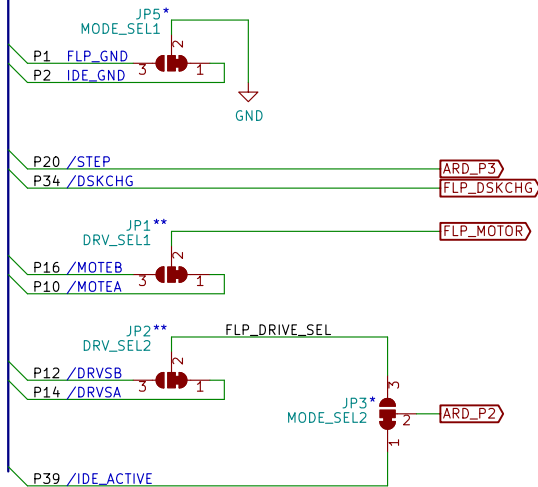 JP5*
MODE_SEL1
2
P1 FLP_GND 3 1
P2 IDE_GND
GND
P20 /STEP ARD_P3
P34 /DSKCHG FLP_DSKCHG
JP1**
DRV_SEL1
FLP_MOTOR
2
P16 /MOTEB 3 1
P10 /MOTEA
JP2**
DRV_SEL2
FLP_DRIVE_SEL
2
P12 /DRVSB 3 1
P14 /DRVSA
3
JP3*
MODE_SEL2
2
ARD_P2
1
P39 /IDE_ACTIVE